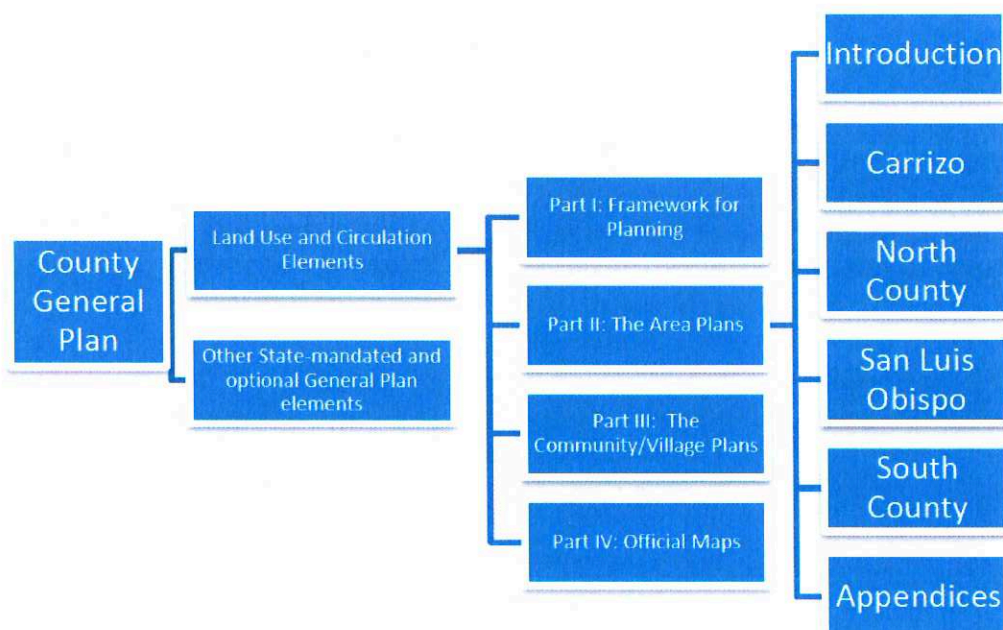 County
General
Plan
Land Use and Circulation
Elements
Other State-mandated and
optional General Plan
elements
Part I: Framework for
Planning
Part II: The Area Plans
Part III: The
Community/Village Plans
Part IV: Official Maps
Introduction
Carrizo
North
County
San Luis
Obispo
South
County
Appendices